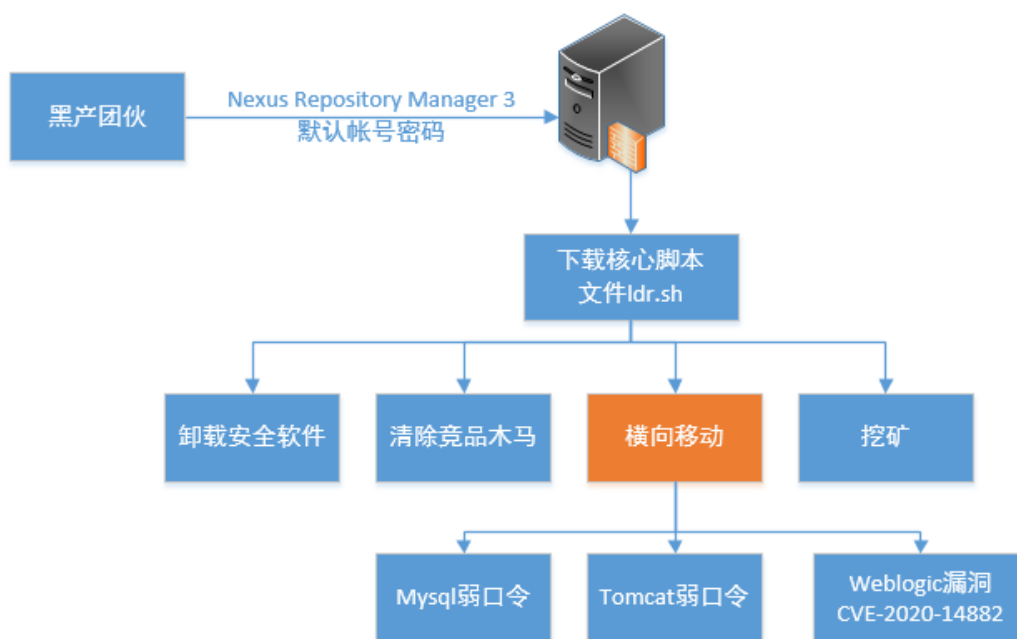 黑产团伙
Nexus Repository Manager 3
默认帐号密码
下载核心脚本
文件ldr.sh
卸载安全软件
清除竞品木马
横向移动
挖矿
Mysql弱口令
Tomcat弱口令
Weblogic漏洞
CVE-2020-14882